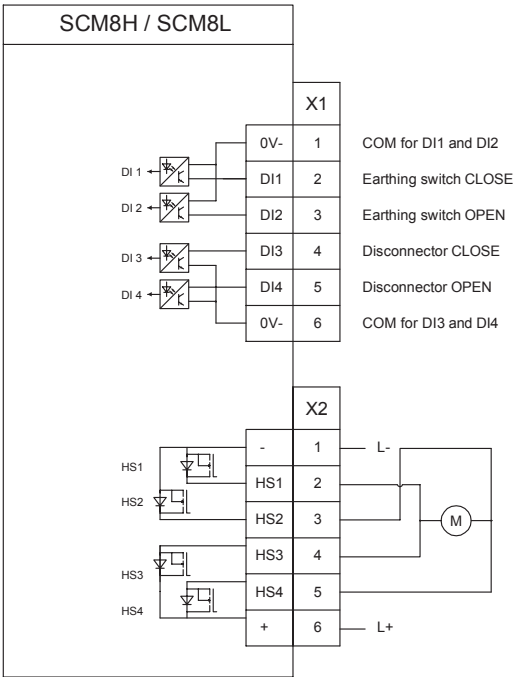 SCM8H / SCM8L
X1
0V- 1 COM for DI1 and DI2
DI 1 DI1 2 Earthing switch CLOSE
DI 2 DI2 3 Earthing switch OPEN
DI 3 DI3 4 Disconnector CLOSE
DI 4 DI4 5 Disconnector OPEN
0V- 6 COM for DI3 and DI4
X2
- 1 L-
HS1 HS1 2
HS2 HS2 3 M
HS3 HS3 4
HS4 HS4 5
+ 6 L+